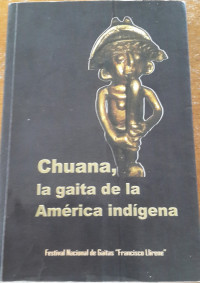 Chuana,
la gaita de la
América indígena
Festival Nacional de Gaitas "Francisco Llirene"